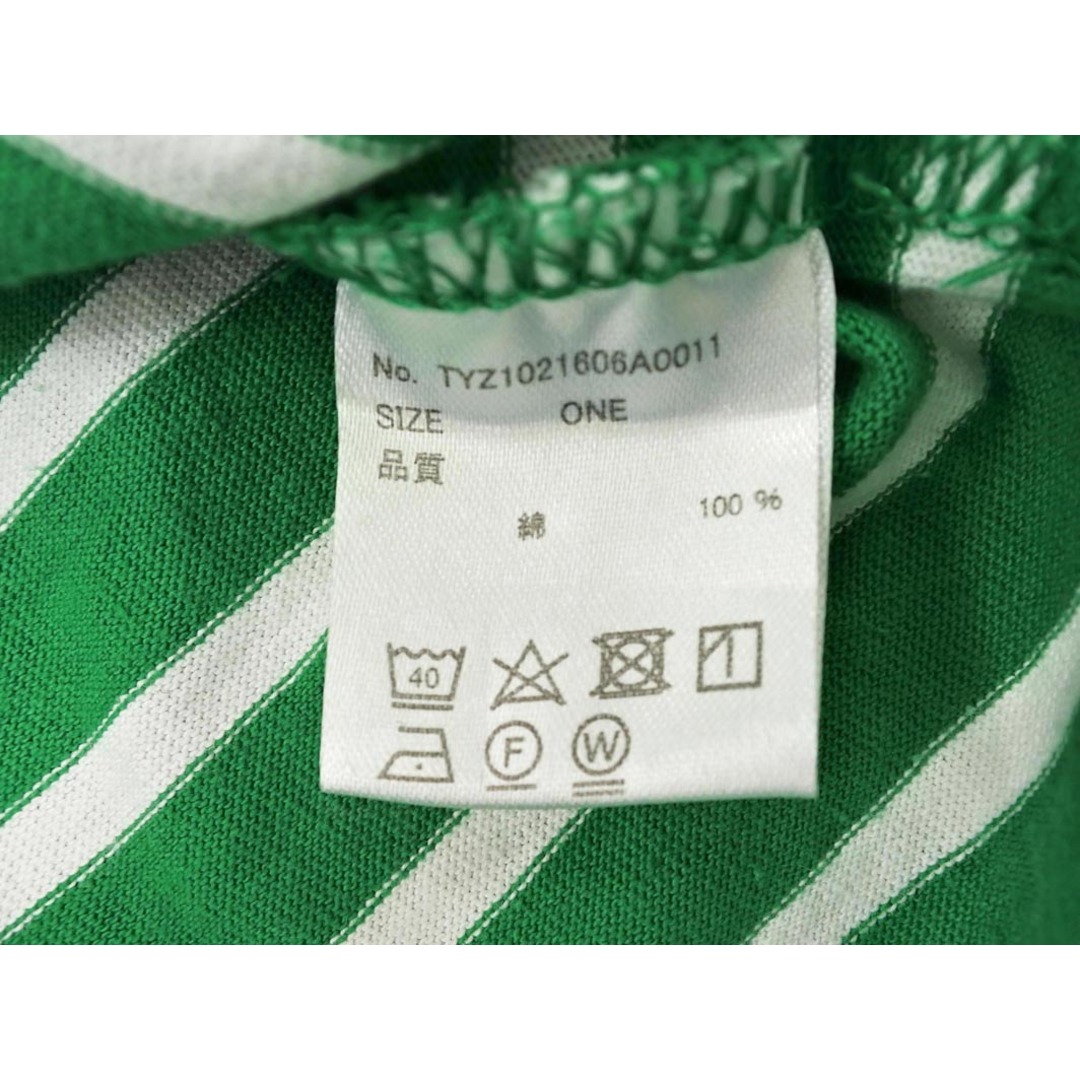 No. TYZ1021606A0011
SIZE ONE
品質
綿 100 %
40
F W